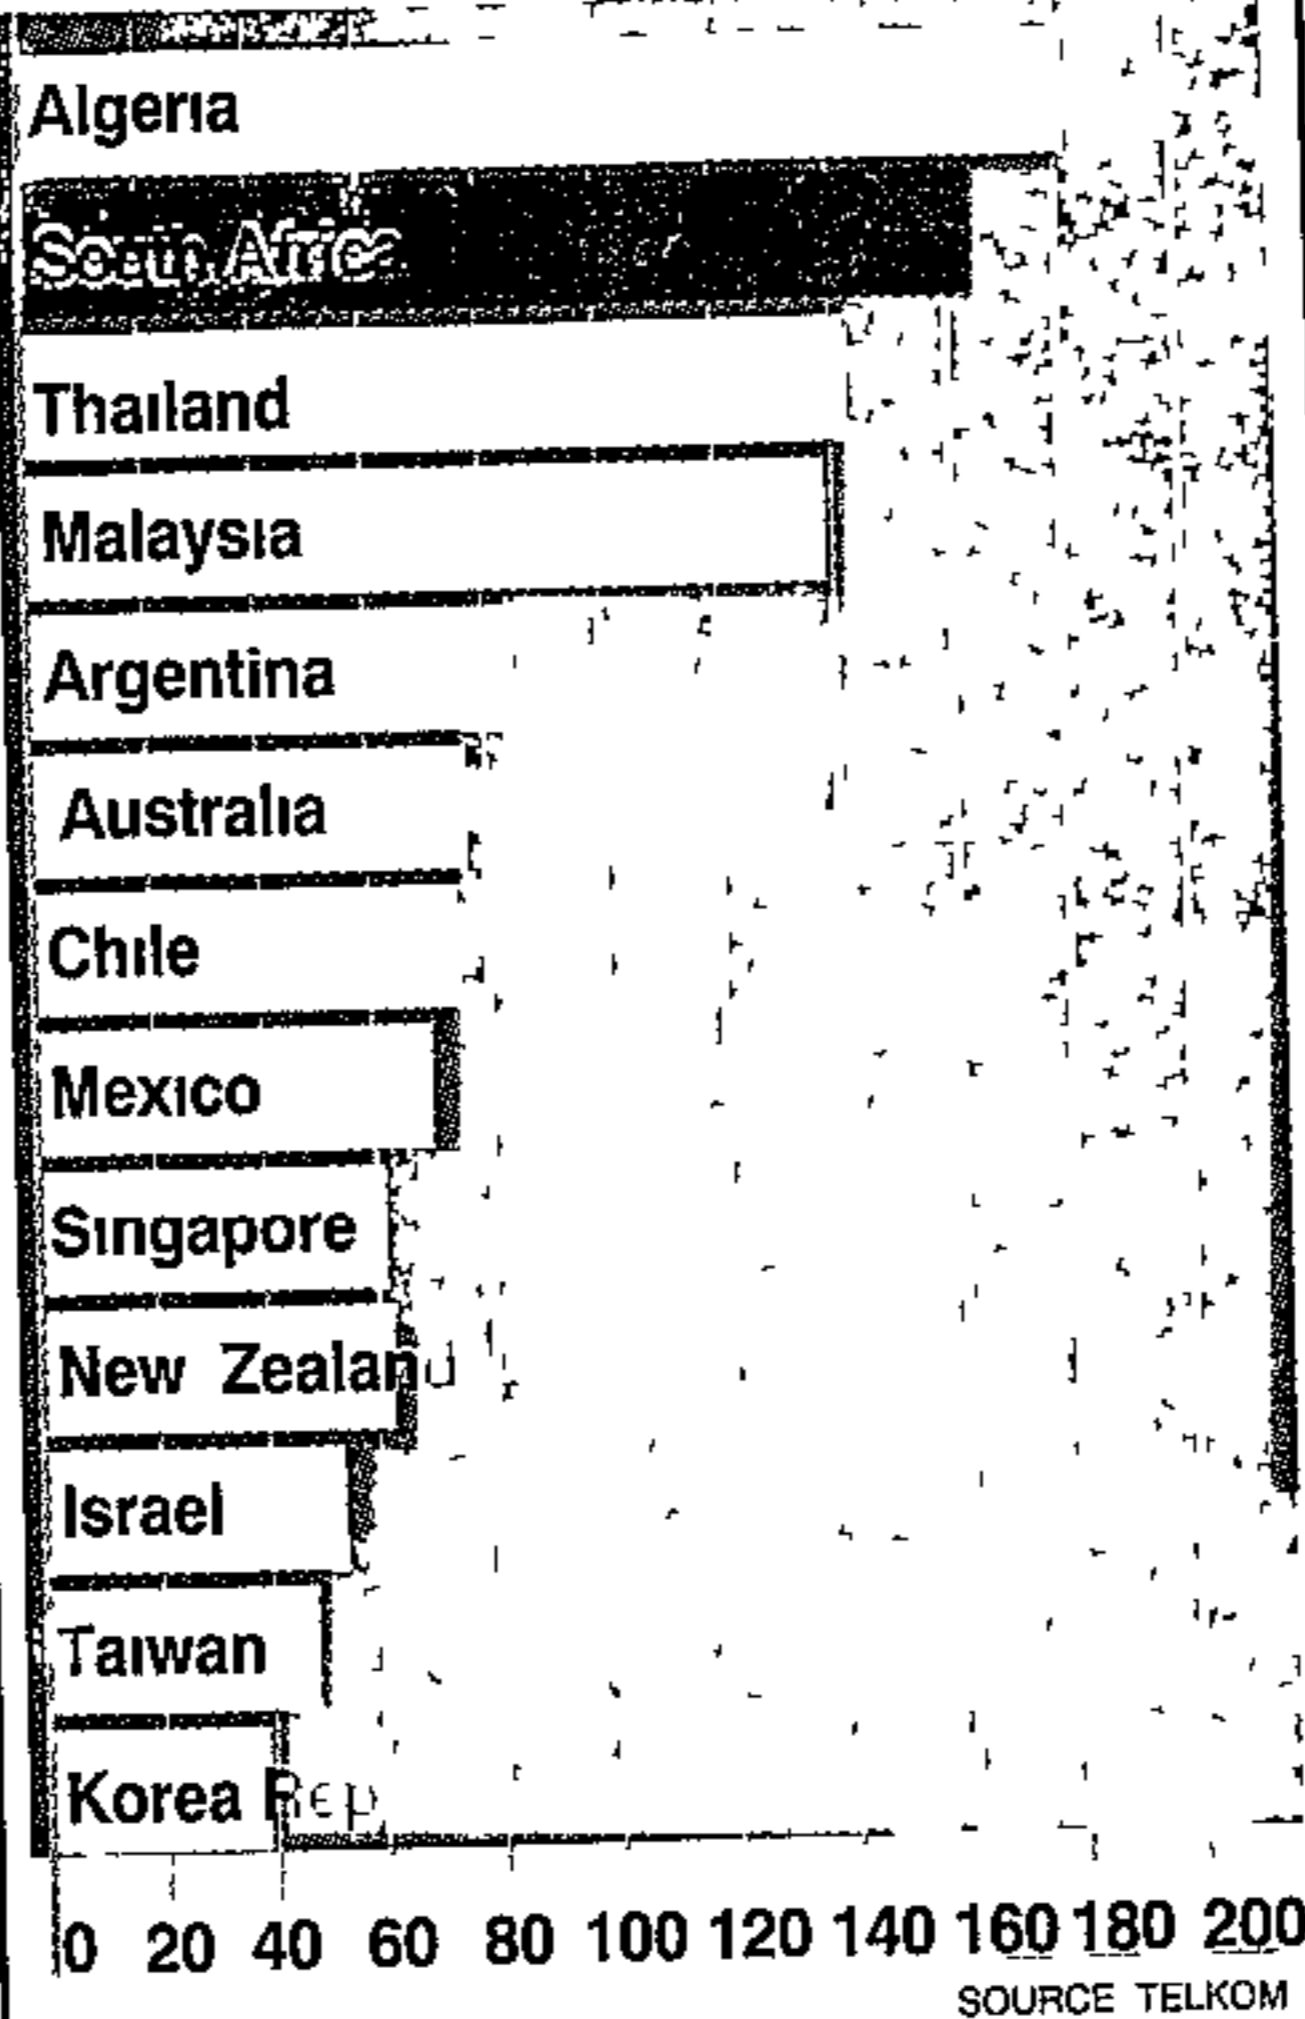 Algeria
South Africa
Thailand
Malaysia
Argentina
Australia
Chile
Mexico
Singapore
New Zealand
Israel
Taiwan
Korea Rep
0 20 40 60 80 100 120 140 160 180 200
SOURCE TELKOM